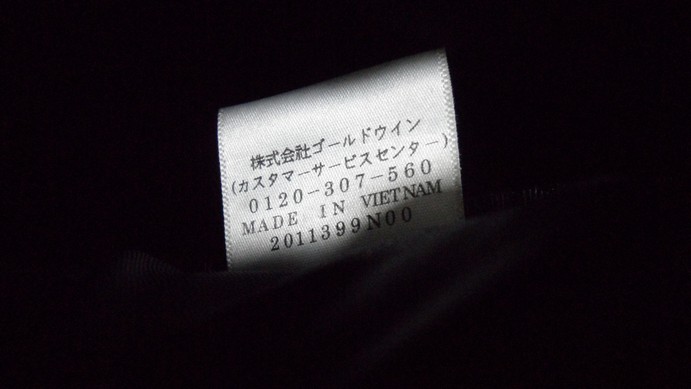 株式会社ゴールドウイン
(カスタマーサービスセンター)
0120-307-560
MADE IN VIETNAM
2011399N00